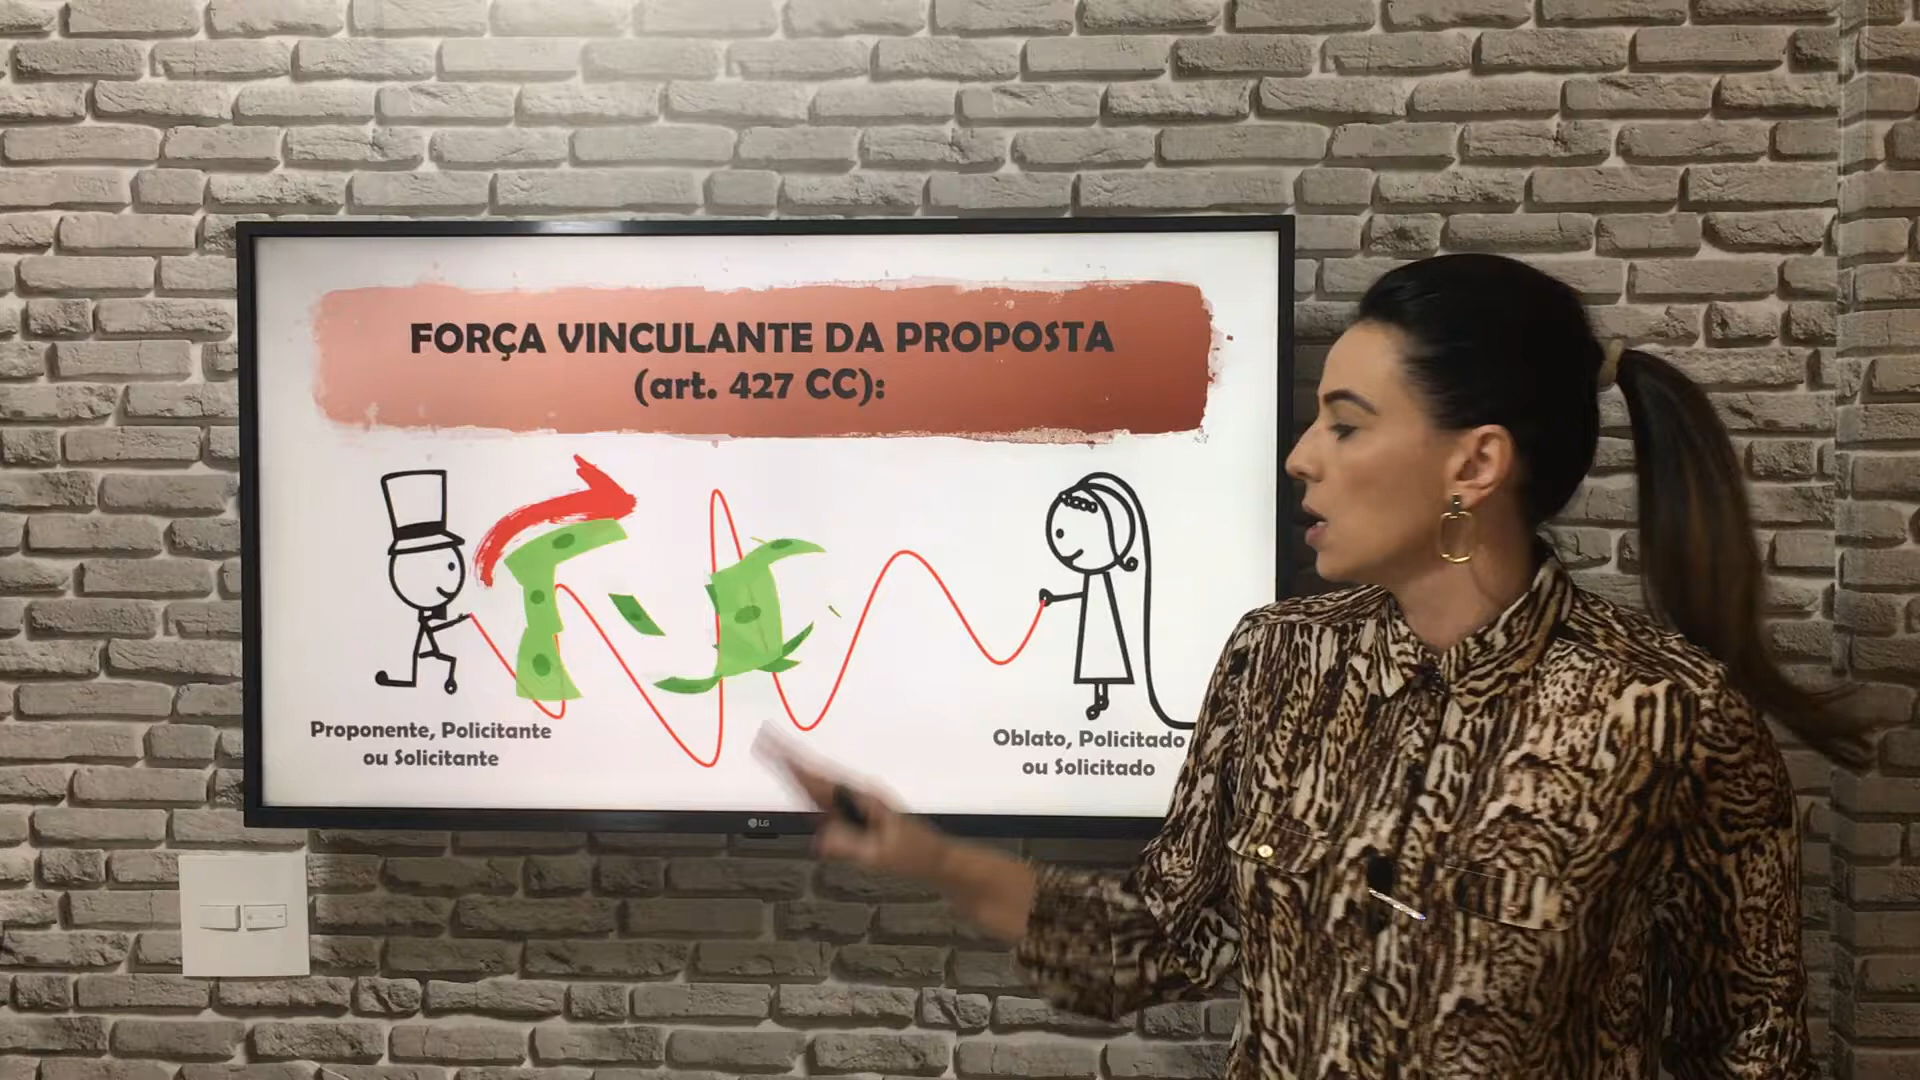 FORÇA VINCULANTE DA PROPOSTA
(art. 427 CC):
Proponente, Policitante
ou Solicitante
Oblato, Policitado
ou Solicitado
LG